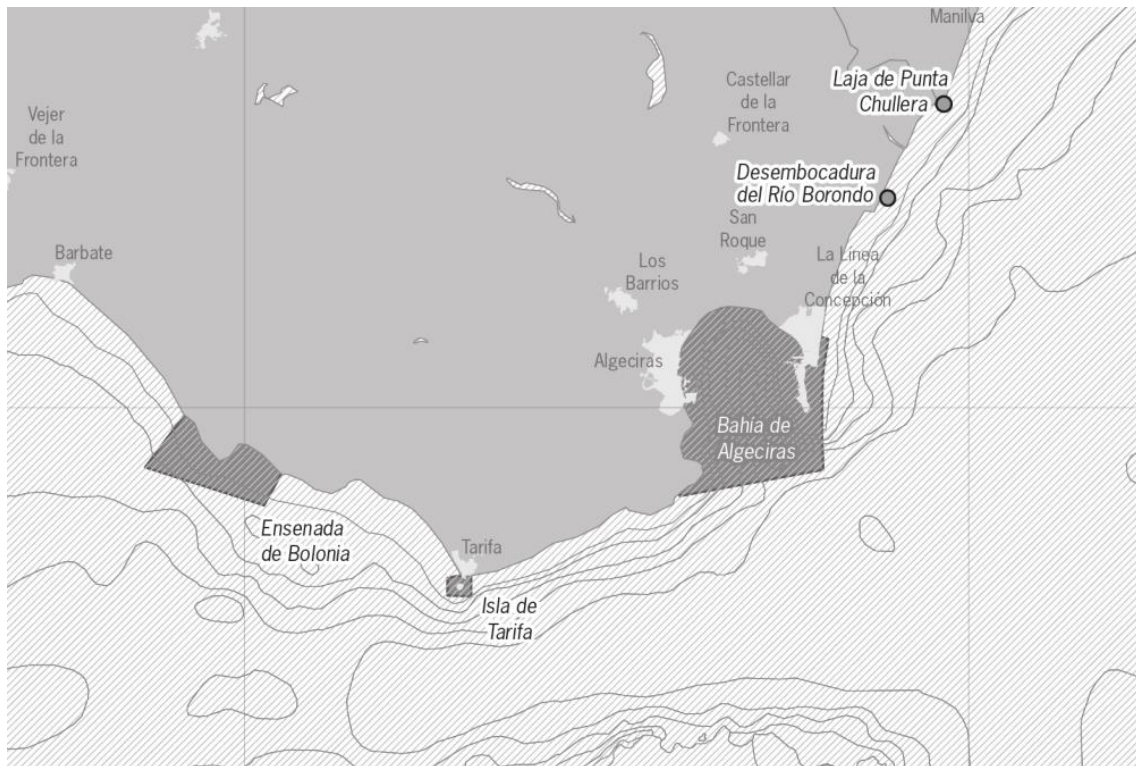 Manilva
Laja de Punta
Chullera
Castellar
de la
Frontera
Vejer
de la
Frontera
Desembocadura
del Río Borondo
San
Roque
Barbate
La Línea
de la
Concepción
Los
Barrios
Algeciras
Bahía de
Algeciras
Ensenada
de Bolonia
Tarifa
Isla de
Tarifa